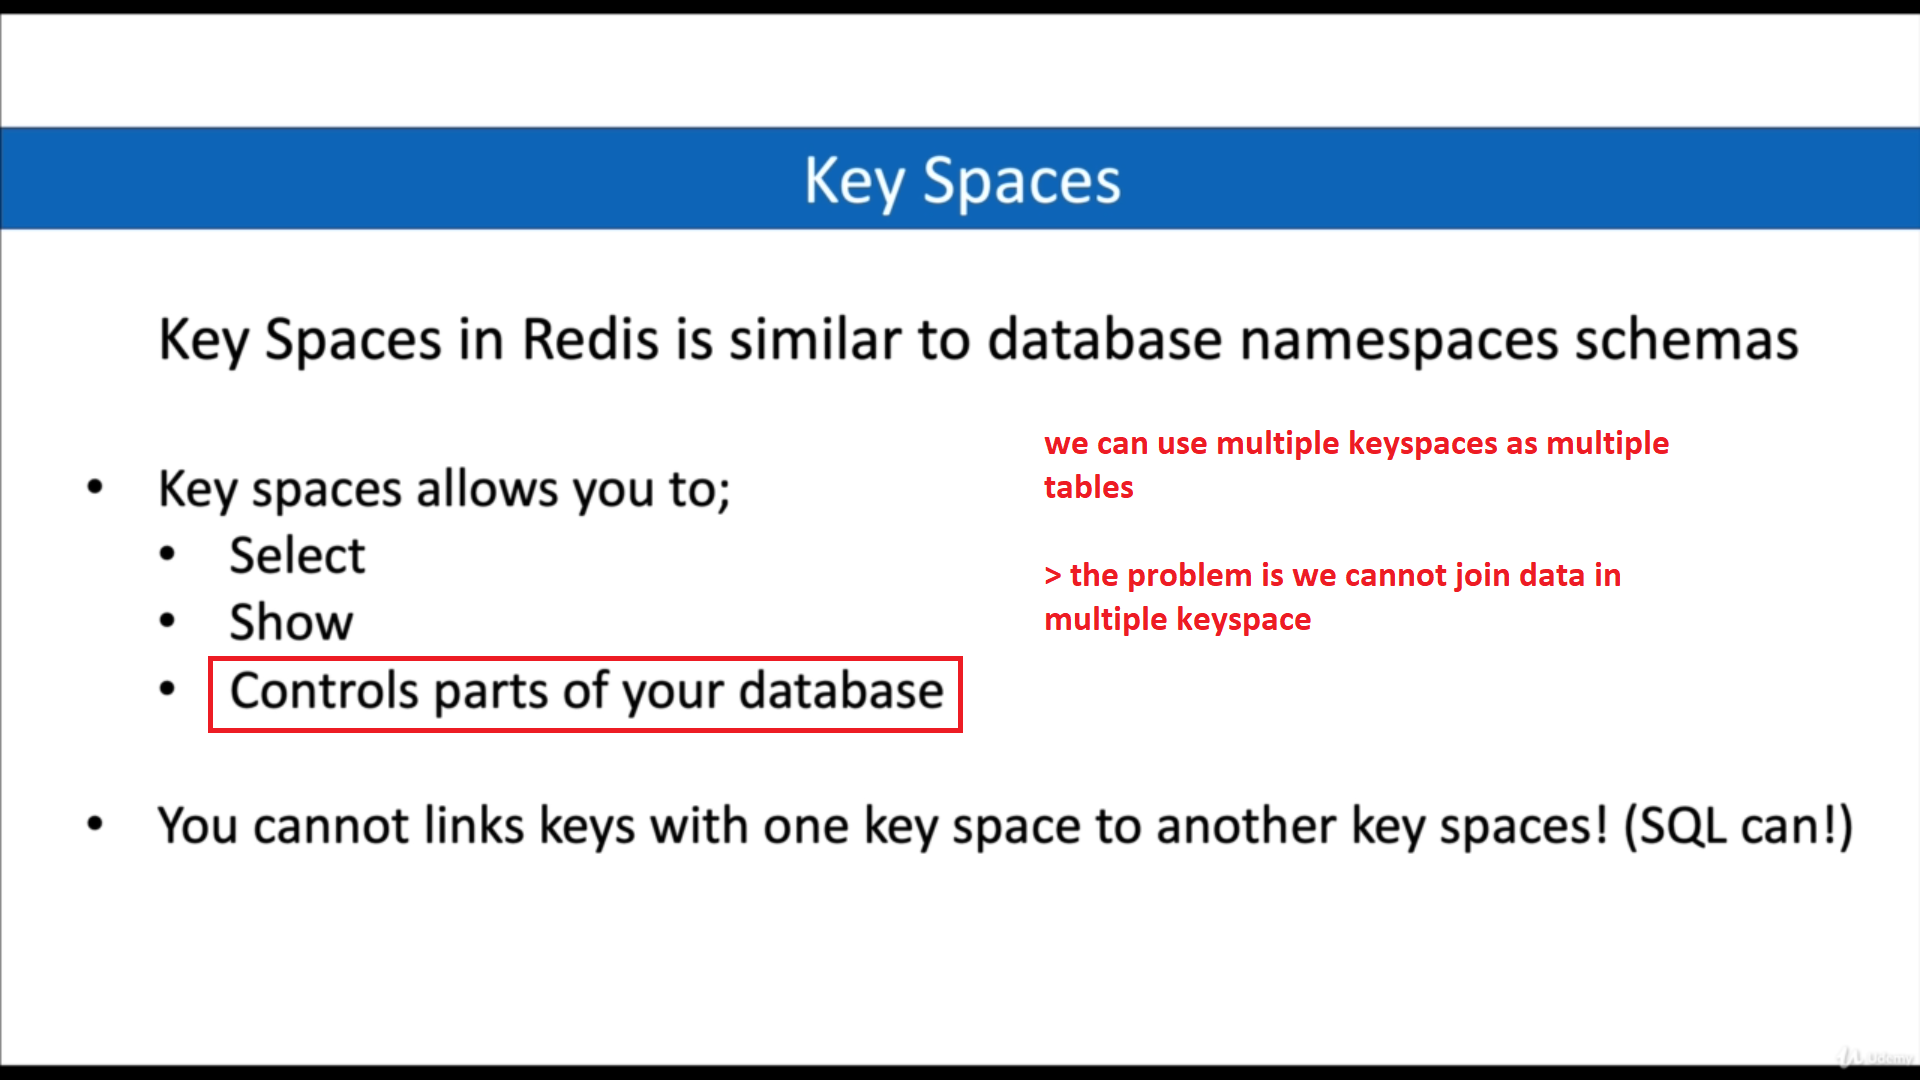 Key Spaces
Key Spaces in Redis is similar to database namespaces schemas
• Key spaces allows you to;
• Select
• Show
• Controls parts of your database
we can use multiple keyspaces as multiple
tables
> the problem is we cannot join data in
multiple keyspace
• You cannot links keys with one key space to another key spaces! (SQL can!)
Udemy